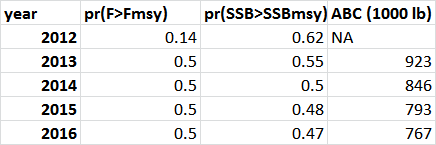 year pr(F>Fmsy) pr(SSB>SSBmsy) ABC (1000 lb)
2012 0.14 0.62 NA
2013 0.5 0.55 923
2014 0.5 0.5 846
2015 0.5 0.48 793
2016 0.5 0.47 767